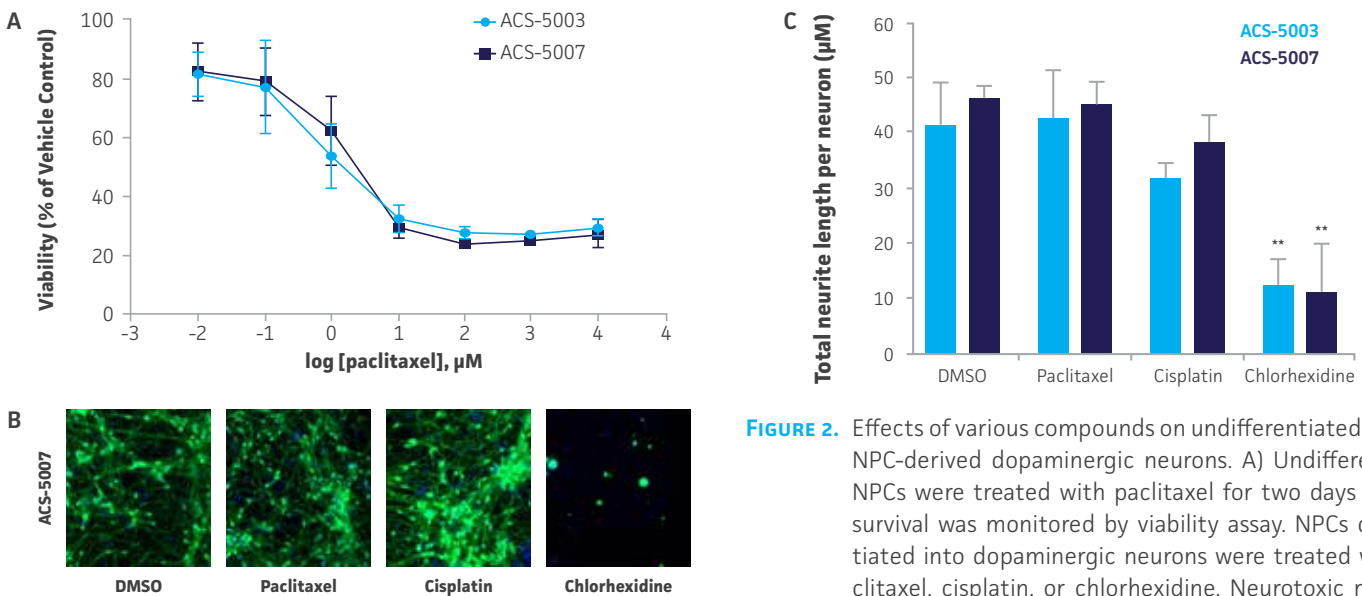 A
100
80
60
40
20
0
Viability (% of Vehicle Control)
-3 -2 -1 0 1 2 3 4 4
log [paclitaxel], µM
ACS-5003
ACS-5007
B
ACS-5007
DMSO Paclitaxel Cisplatin Chlorhexidine
C
60
50
40
30
20
10
0
Total neurite length per neuron (µM)
ACS-5003
ACS-5007
** **
DMSO Paclitaxel Cisplatin Chlorhexidine
FIGURE 2. Effects of various compounds on undifferentiated
NPC-derived dopaminergic neurons. A) Undiffere
NPCs were treated with paclitaxel for two days
survival was monitored by viability assay. NPCs
tiated into dopaminergic neurons were treated
clitaxel, cisplatin, or chlorhexidine. Neurotoxic